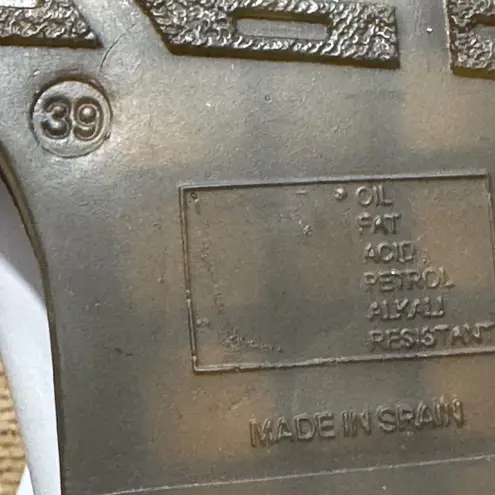 39
OIL
FAT
ACID
PETROL
ALKALI
RESISTANT
MADE IN SPAIN